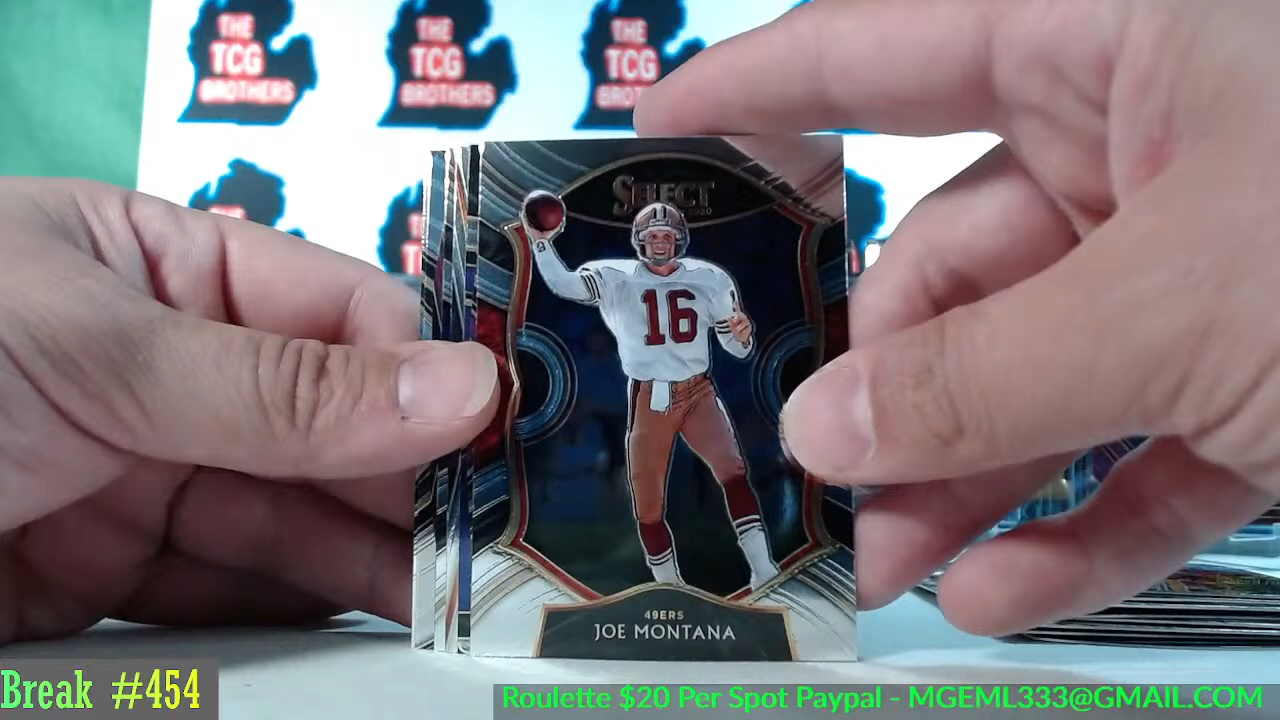 THE
TCG
BROTHERS
THE
TCG
BROTHERS
THE
TCG
SELECT
2020
16
49ERS
JOE MONTANA
Break #454
Roulette $20 Per Spot Paypal - MGEML333@GMAIL.COM